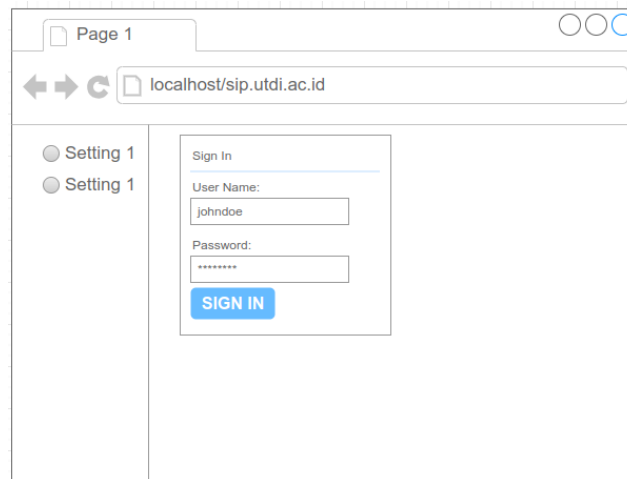 Page 1
localhost/sip.utdi.ac.id
Setting 1
Setting 1
Sign In
User Name:
johndoe
Password:
********
SIGN IN